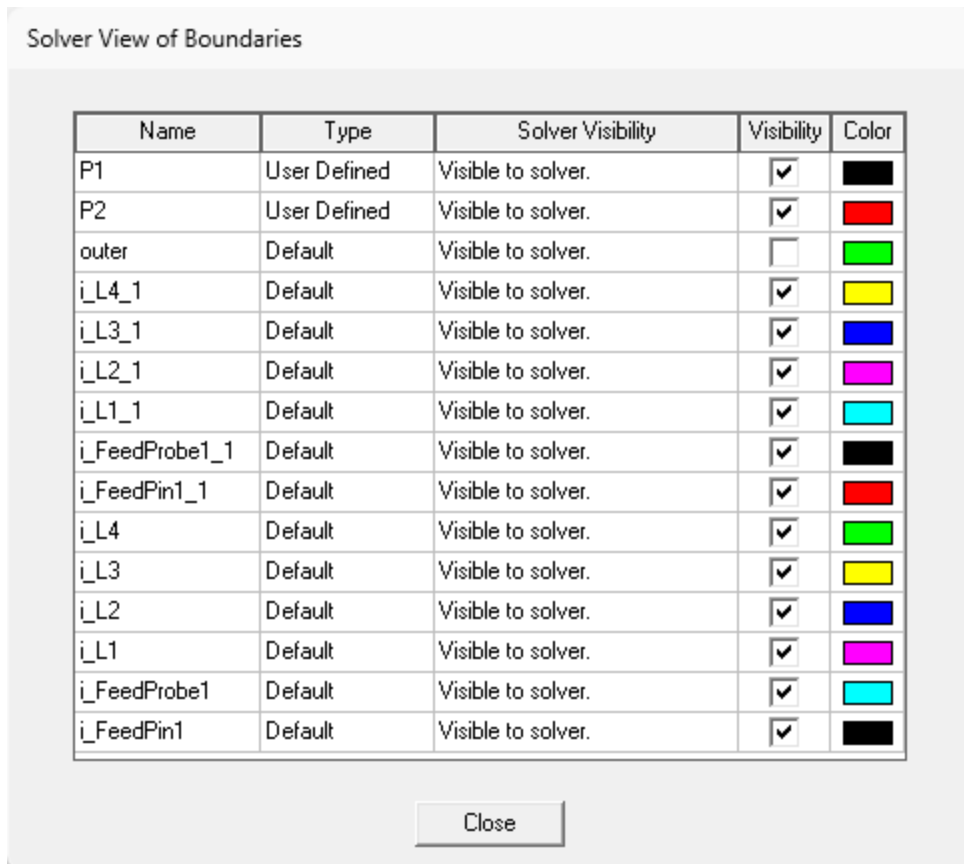 Solver View of Boundaries
Name Type Solver Visibility Visibility Color
P1 User Defined Visible to solver.
P2 User Defined Visible to solver.
outer Default Visible to solver.
i_L4_1 Default Visible to solver.
i_L3_1 Default Visible to solver.
i_L2_1 Default Visible to solver.
i_L1_1 Default Visible to solver.
i_FeedProbe1_1 Default Visible to solver.
i_FeedPin1_1 Default Visible to solver.
i_L4 Default Visible to solver.
i_L3 Default Visible to solver.
i_L2 Default Visible to solver.
i_L1 Default Visible to solver.
i_FeedProbe1 Default Visible to solver.
i_FeedPin1 Default Visible to solver.
Close